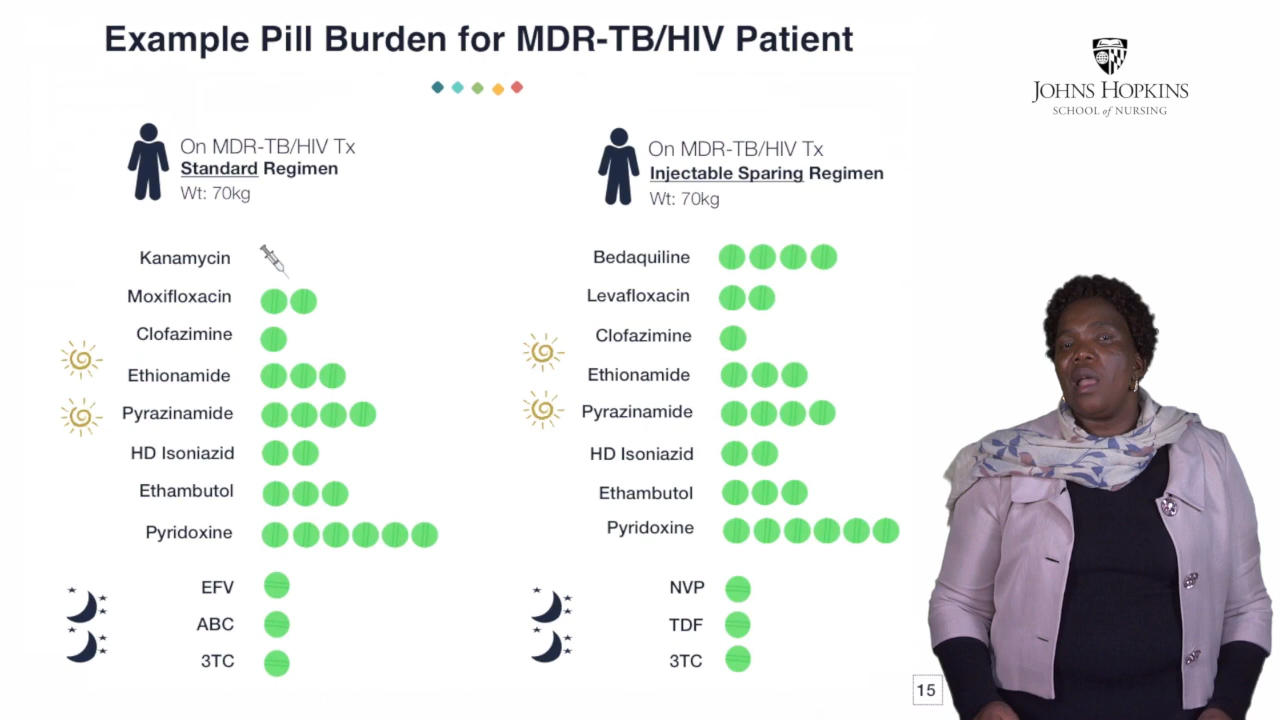 Example Pill Burden for MDR-TB/HIV Patient
JOHNS HOPKINS
SCHOOL of NURSING
On MDR-TB/HIV Tx
Standard Regimen
Wt: 70kg
Kanamycin
Moxifloxacin
Clofazimine
Ethionamide
Pyrazinamide
HD Isoniazid
Ethambutol
Pyridoxine
EFV
ABC
3TC
On MDR-TB/HIV Tx
Injectable Sparing Regimen
Wt: 70kg
Bedaquiline
Levafloxacin
Clofazimine
Ethionamide
Pyrazinamide
HD Isoniazid
Ethambutol
Pyridoxine
NVP
TDF
3TC
15